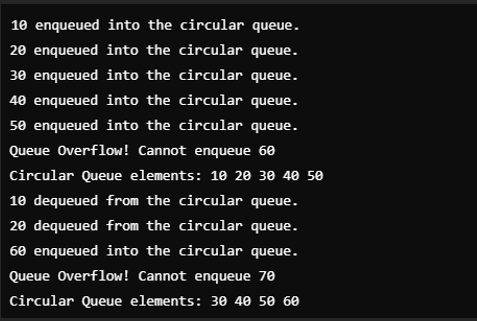 10 enqueued into the circular queue.
20 enqueued into the circular queue.
30 enqueued into the circular queue.
40 enqueued into the circular queue.
50 enqueued into the circular queue.
Queue Overflow! Cannot enqueue 60
Circular Queue elements: 10 20 30 40 50
10 dequeued from the circular queue.
20 dequeued from the circular queue.
60 enqueued into the circular queue.
Queue Overflow! Cannot enqueue 70
Circular Queue elements: 30 40 50 60